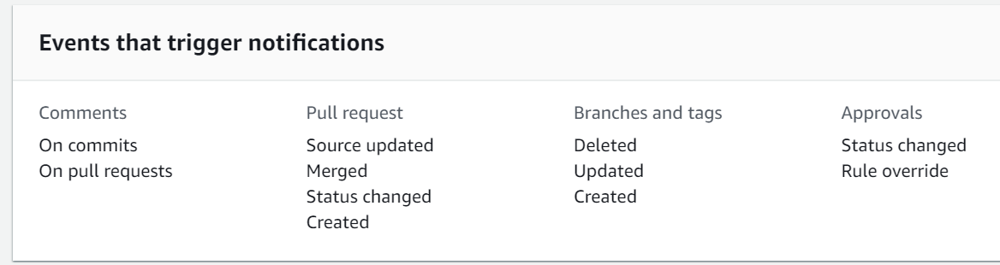 Events that trigger notifications
Comments
On commits
On pull requests
Pull request
Source updated
Merged
Status changed
Created
Branches and tags
Deleted
Updated
Created
Approvals
Status changed
Rule override